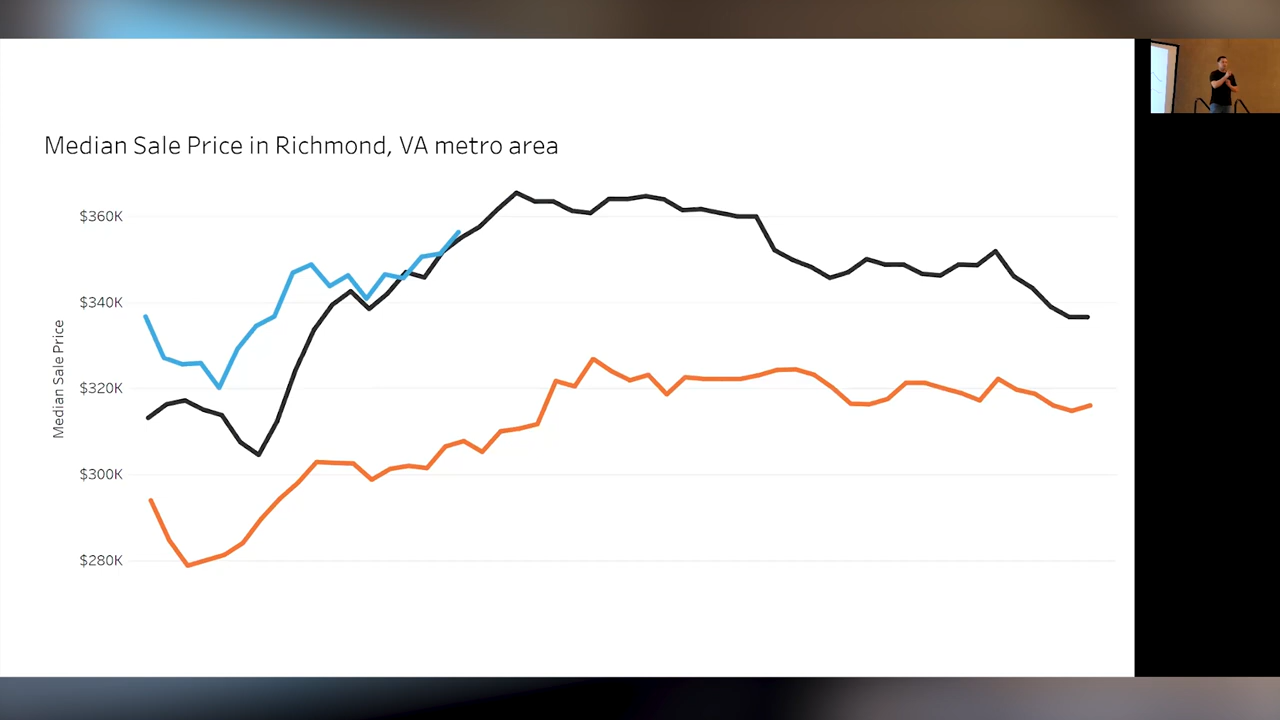 Median Sale Price in Richmond, VA metro area
$360K
$340K
$320K
$300K
$280K
Median Sale Price